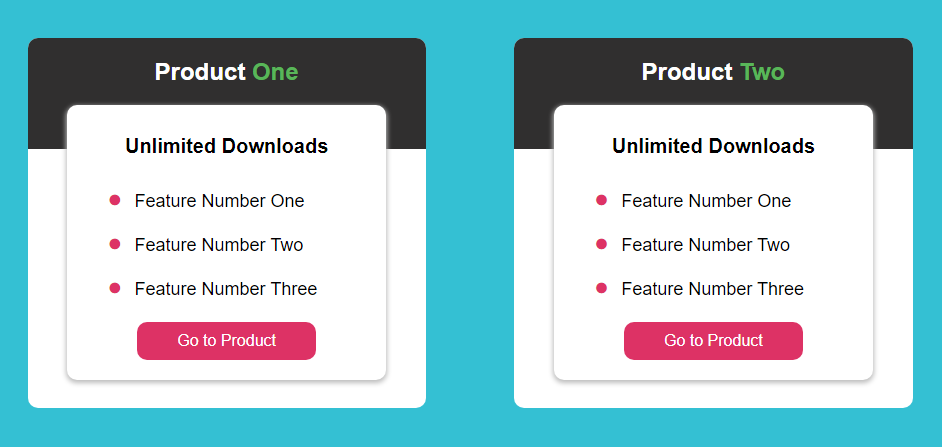 Product One
Unlimited Downloads
Feature Number One
Feature Number Two
Feature Number Three
Go to Product
Product Two
Unlimited Downloads
Feature Number One
Feature Number Two
Feature Number Three
Go to Product